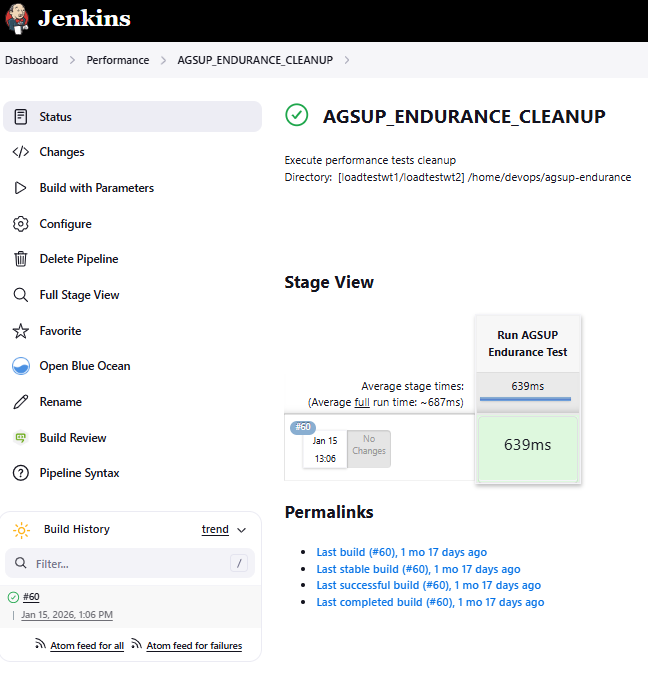 Jenkins
Dashboard
Performance
AGSUP_ENDURANCE_CLEANUP
Status
Changes
Build with Parameters
Configure
Delete Pipeline
Full Stage View
Favorite
Open Blue Ocean
Rename
Build Review
Pipeline Syntax
Build History
trend
Filter...
/
#60
Jan 15, 2026, 1:06 PM
Atom feed for all
Atom feed for failures
AGSUP_ENDURANCE_CLEANUP
Execute performance tests cleanup
Directory: [loadtestwt1/loadtestwt2] /home/devops/agsup-endurance
Stage View
Run AGSUP
Endurance Test
Average stage times:
(Average full run time: ~687ms)
639ms
#60
Jan 15
13:06
No
Changes
639ms
Permalinks
Last build (#60), 1 mo 17 days ago
Last stable build (#60), 1 mo 17 days ago
Last successful build (#60), 1 mo 17 days ago
Last completed build (#60), 1 mo 17 days ago